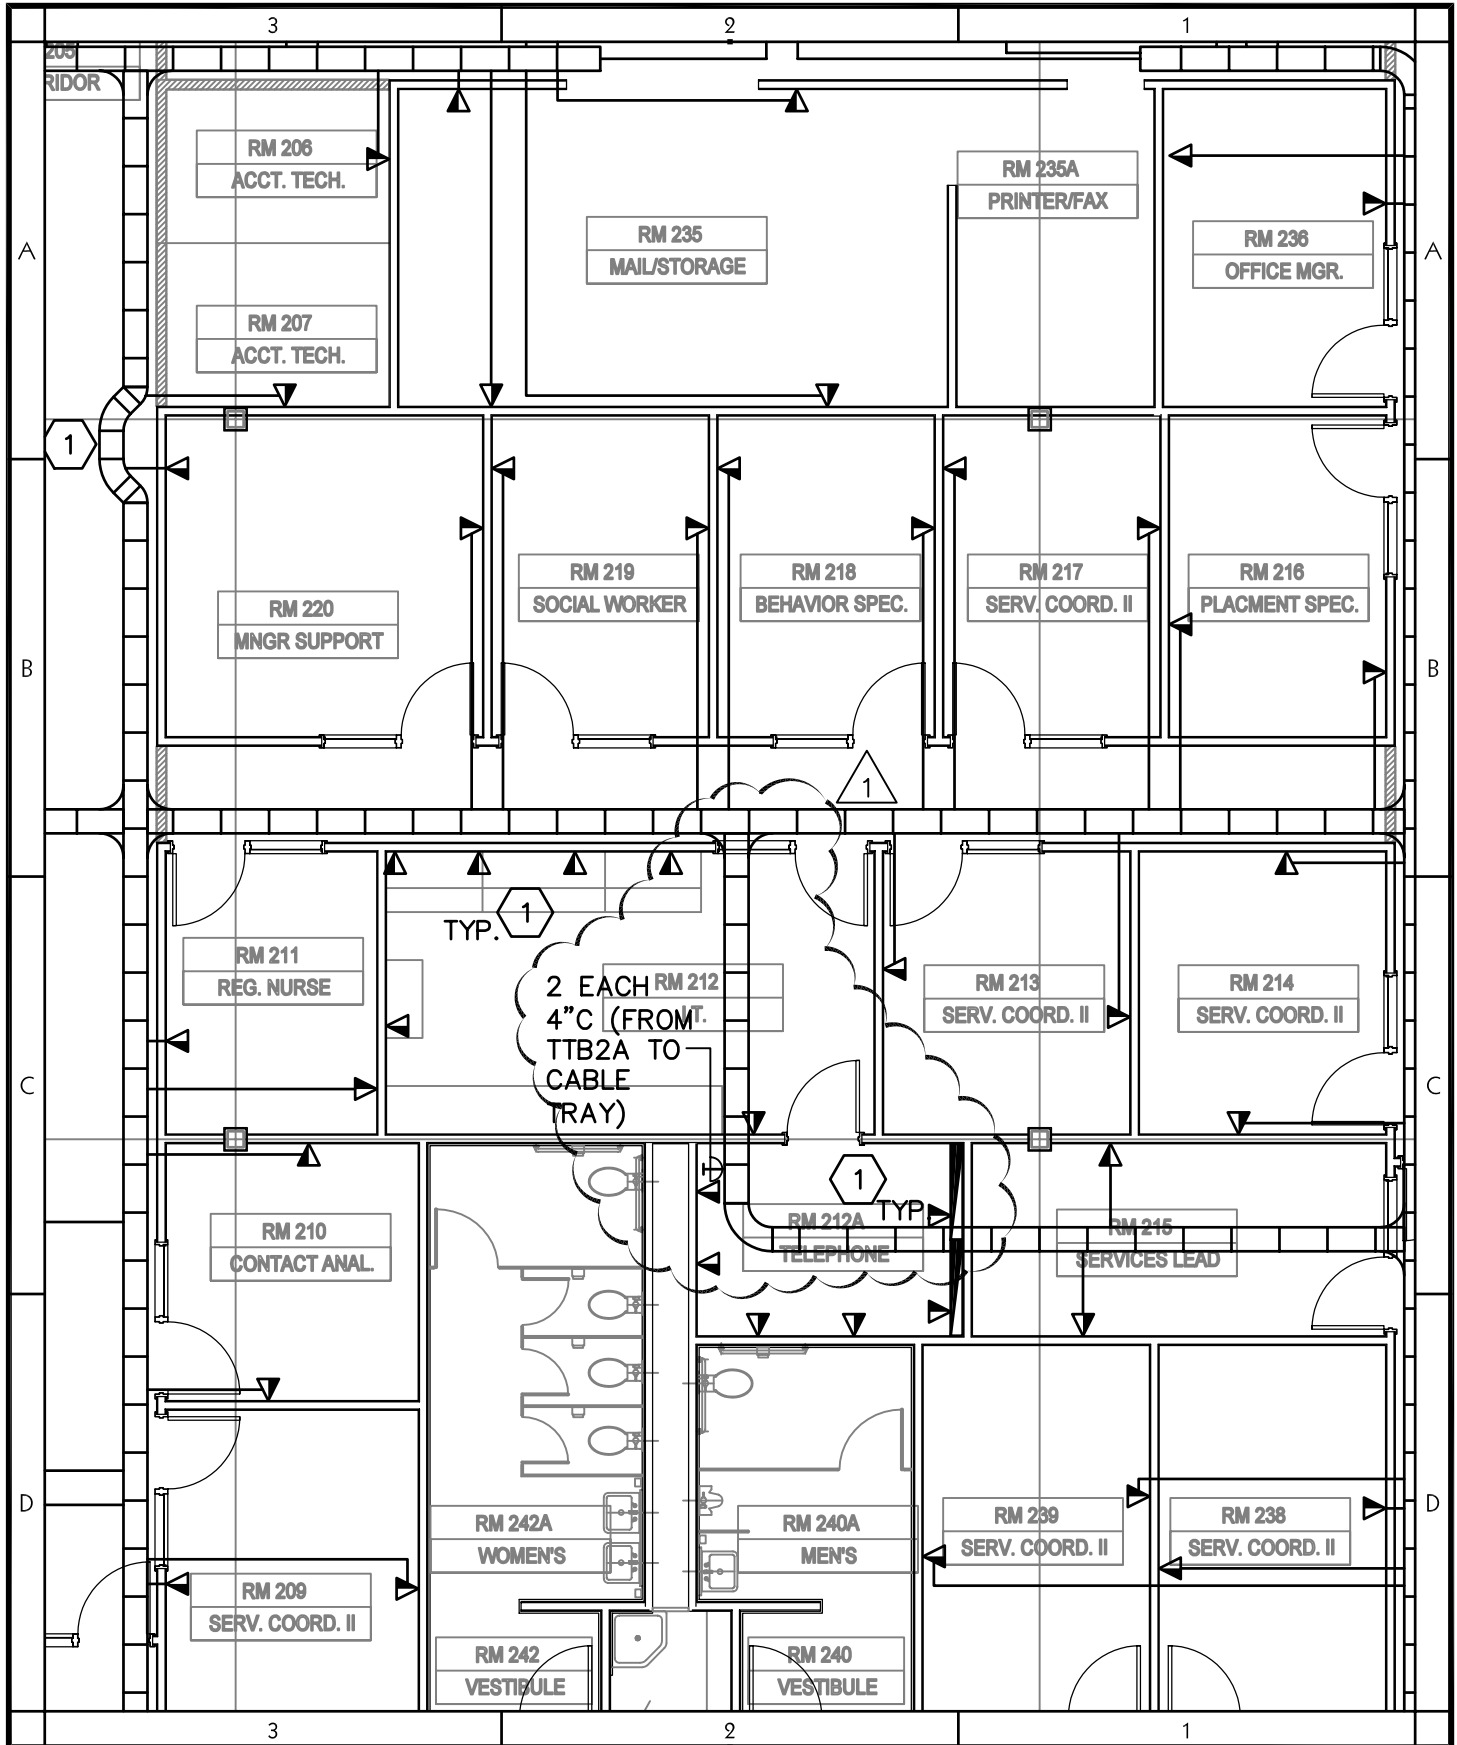 3
2
1
205
RIDOR
RM 206
ACCT. TECH.
RM 235A
PRINTER/FAX
RM 235
MAIL/STORAGE
RM 236
OFFICE MGR.
A
A
RM 207
ACCT. TECH.
1
RM 219
SOCIAL WORKER
RM 218
BEHAVIOR SPEC.
RM 217
SERV. COORD. II
RM 216
PLACMENT SPEC.
RM 220
MNGR SUPPORT
B
B
1
1
TYP.
RM 211
REG. NURSE
RM 212
I.T.
2 EACH
4"C (FROM
TTB2A TO
CABLE
TRAY)
RM 213
SERV. COORD. II
RM 214
SERV. COORD. II
C
C
1
TYP.
RM 210
CONTACT ANAL.
RM 212A
TELEPHONE
RM 215
SERVICES LEAD
D
D
RM 242A
WOMEN'S
RM 240A
MEN'S
RM 239
SERV. COORD. II
RM 238
SERV. COORD. II
RM 209
SERV. COORD. II
RM 242
VESTIBULE
RM 240
VESTIBULE
3
2
1